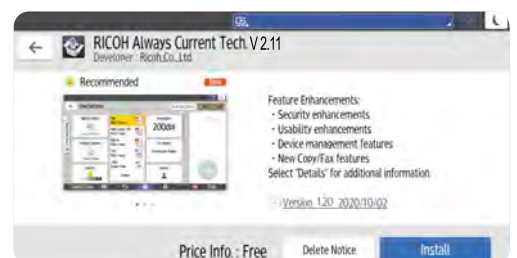 RICOH Always Current Tech. V 2.11
Developer : Ricoh.Co.,Ltd.
Recommended
200dpi
Feature Enhancements:
- Security enhancements
- Usability enhancements
- Device management features
- New Copy/Fax features
Select "Details" for additional information
Version 1.20 2020/10/02
Price Info. : Free
Delete Notice
Install